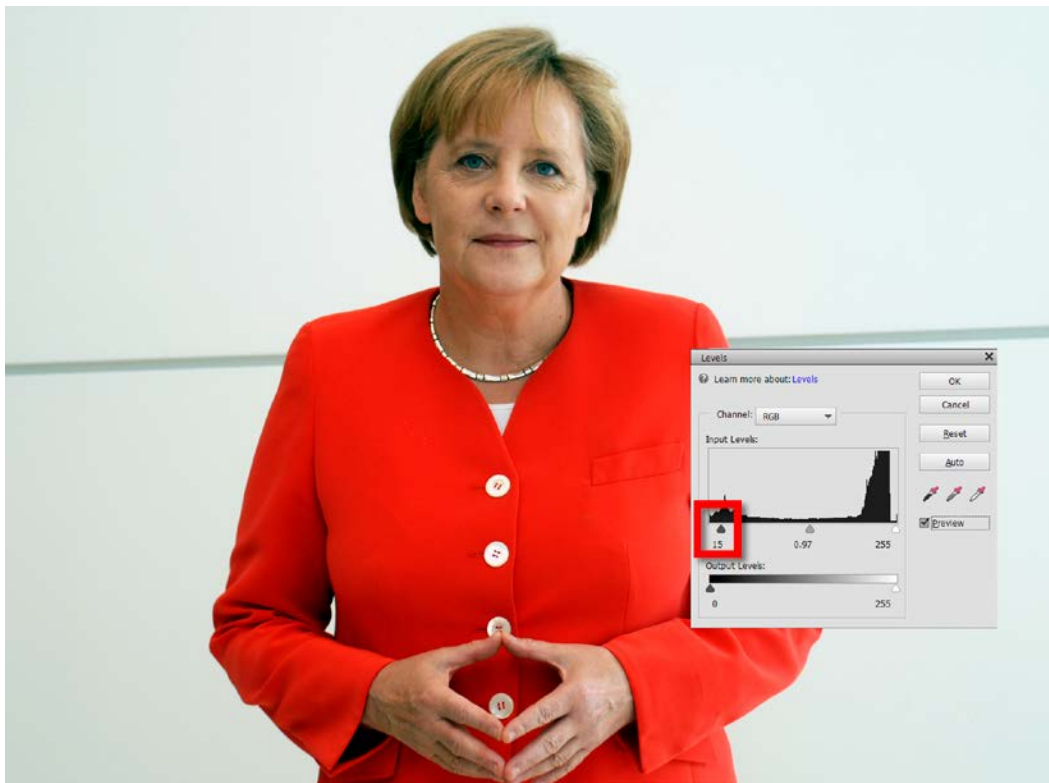 Levels
Learn more about: Levels
OK
Cancel
Channel: RGB
Reset
Input Levels:
Auto
Preview
15 0.97 255
Output Levels:
0 255